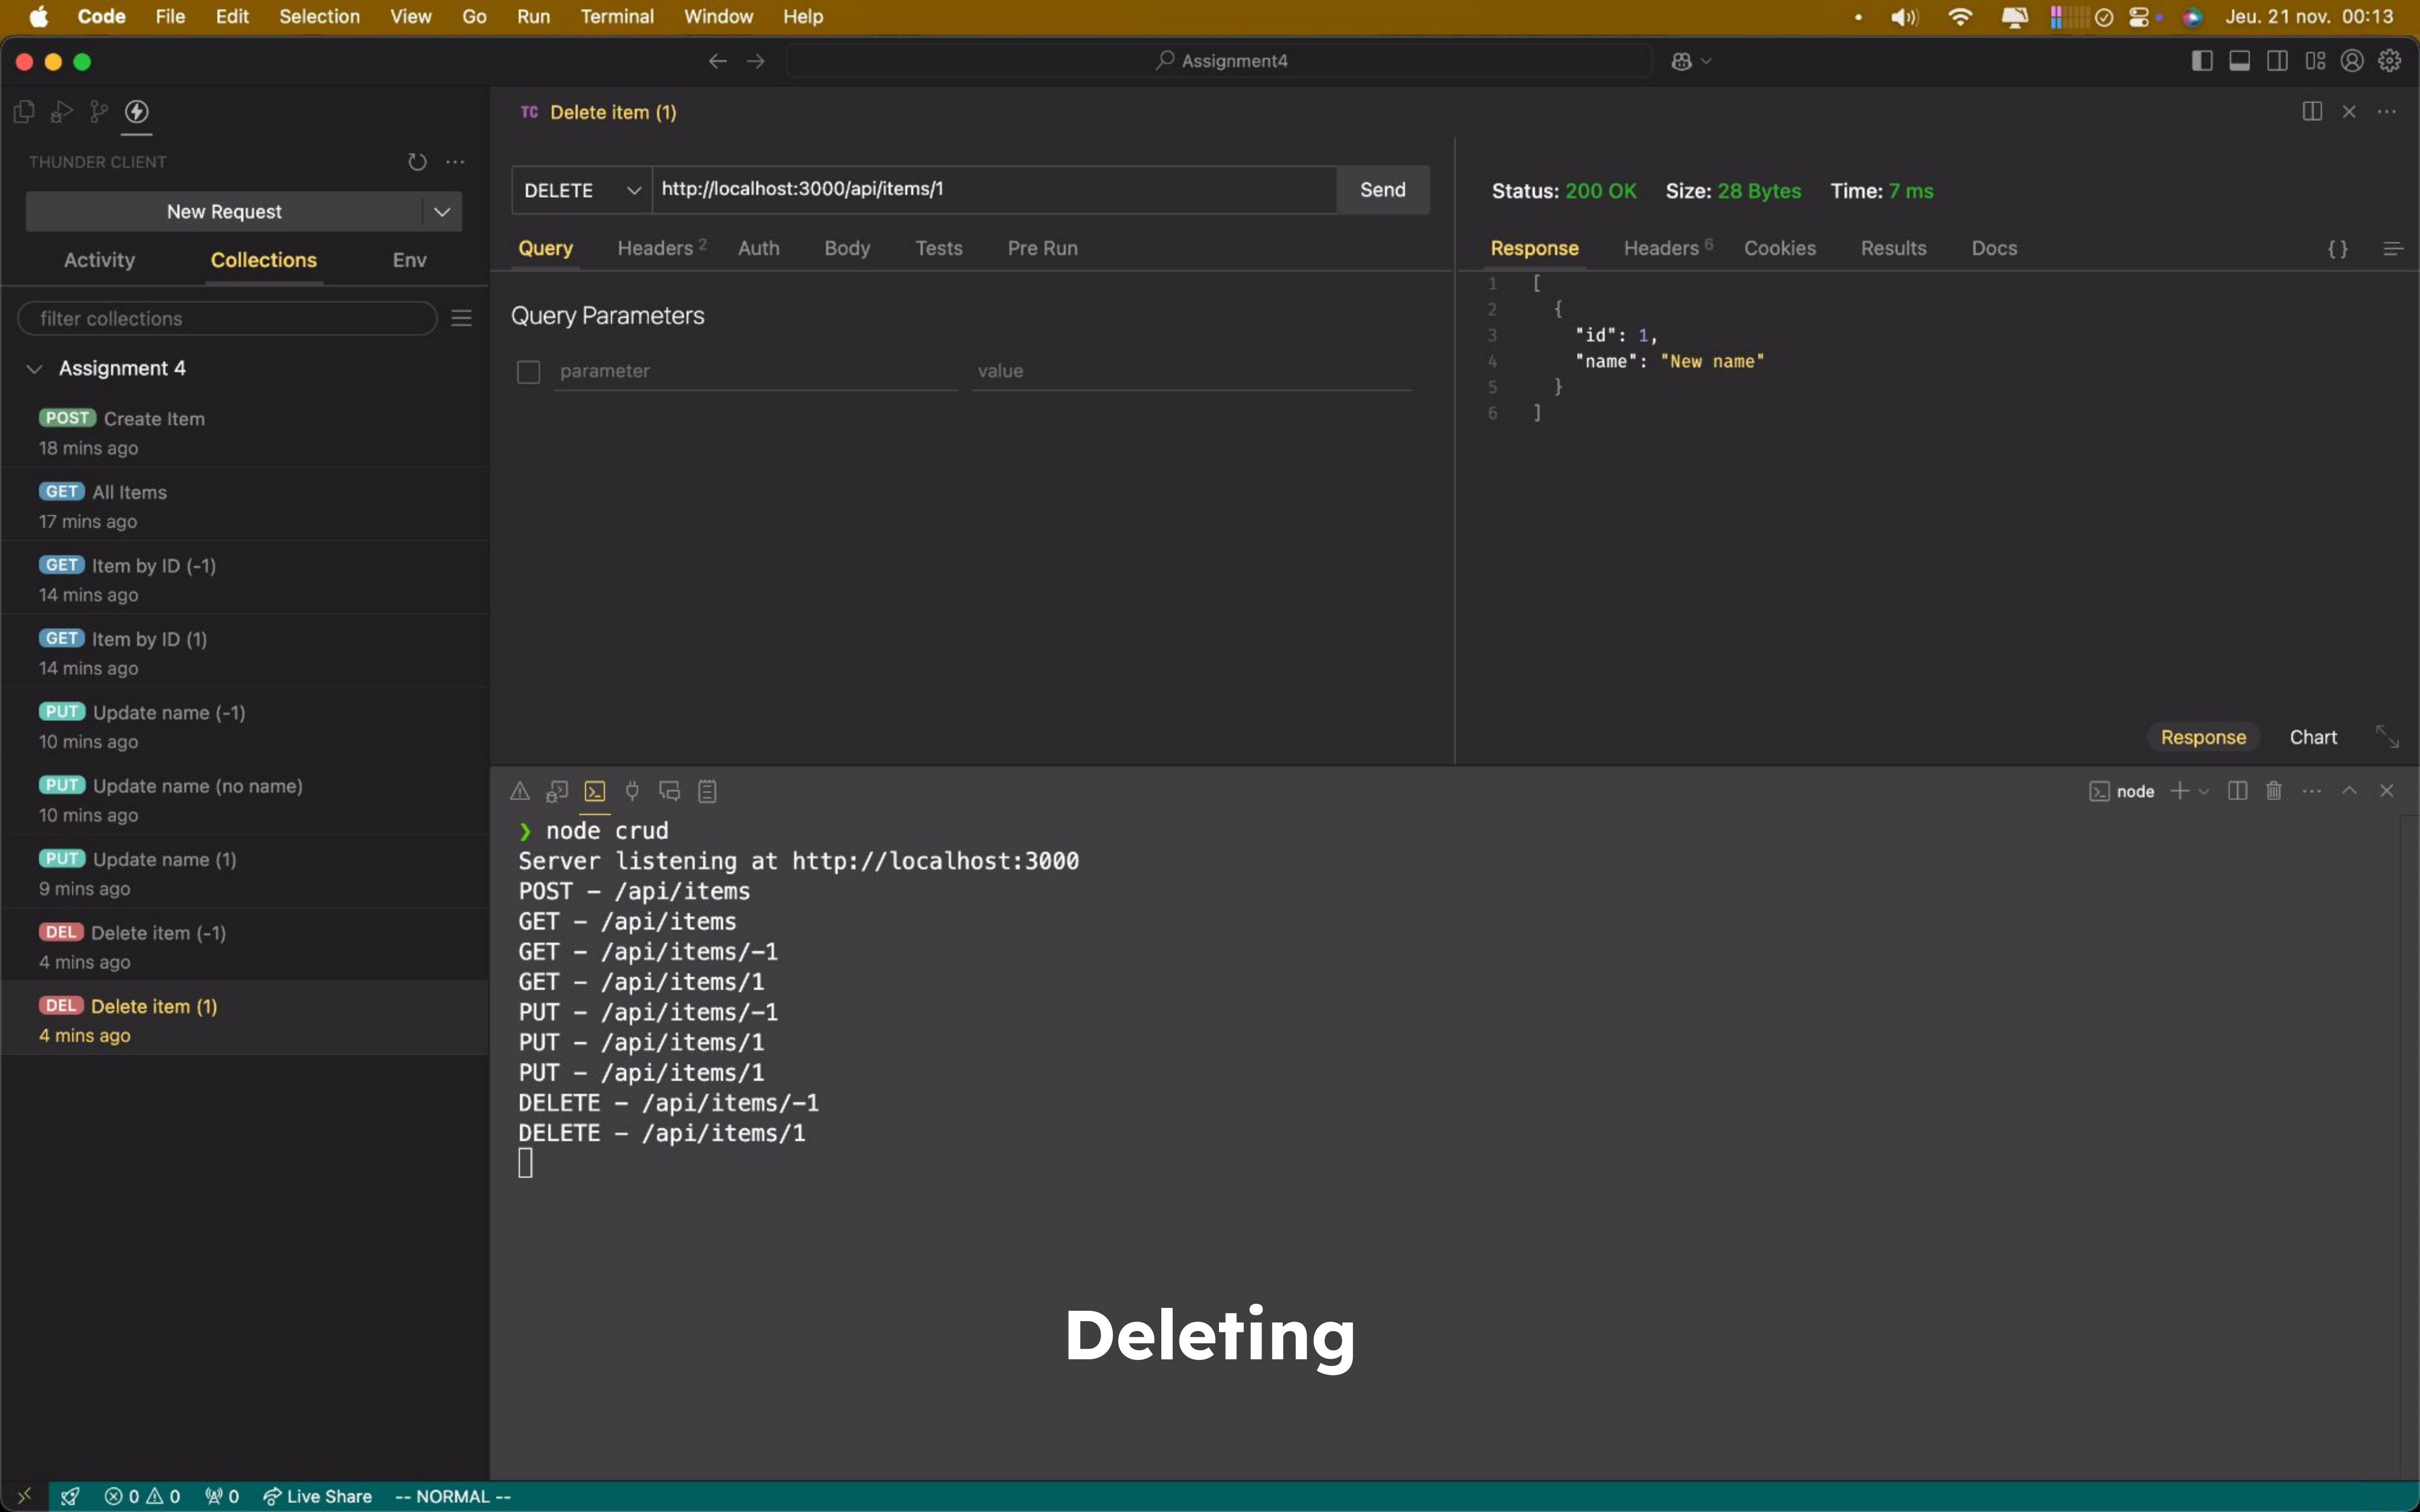 Code File Edit Selection View Go Run Terminal Window Help
Jeu. 21 nov. 00:13
Assignment4
THUNDER CLIENT
New Request
Activity Collections Env
filter collections
Assignment 4
POST Create Item
18 mins ago
GET All Items
17 mins ago
GET Item by ID (-1)
14 mins ago
GET Item by ID (1)
14 mins ago
PUT Update name (-1)
10 mins ago
PUT Update name (no name)
10 mins ago
PUT Update name (1)
9 mins ago
DEL Delete item (-1)
4 mins ago
DEL Delete item (1)
4 mins ago
TC Delete item (1)
DELETE http://localhost:3000/api/items/1 Send
Query Headers 2 Auth Body Tests Pre Run
Query Parameters
parameter value
Status: 200 OK Size: 28 Bytes Time: 7 ms
Response Headers 6 Cookies Results Docs {}
1 [
2 {
3 "id": 1,
4 "name": "New name"
5 }
6 ]
Response Chart
node
❯ node crud
Server listening at http://localhost:3000
POST – /api/items
GET – /api/items
GET – /api/items/–1
GET – /api/items/1
PUT – /api/items/–1
PUT – /api/items/1
PUT – /api/items/1
DELETE – /api/items/–1
DELETE – /api/items/1
Deleting
0 0 0 Live Share -- NORMAL --